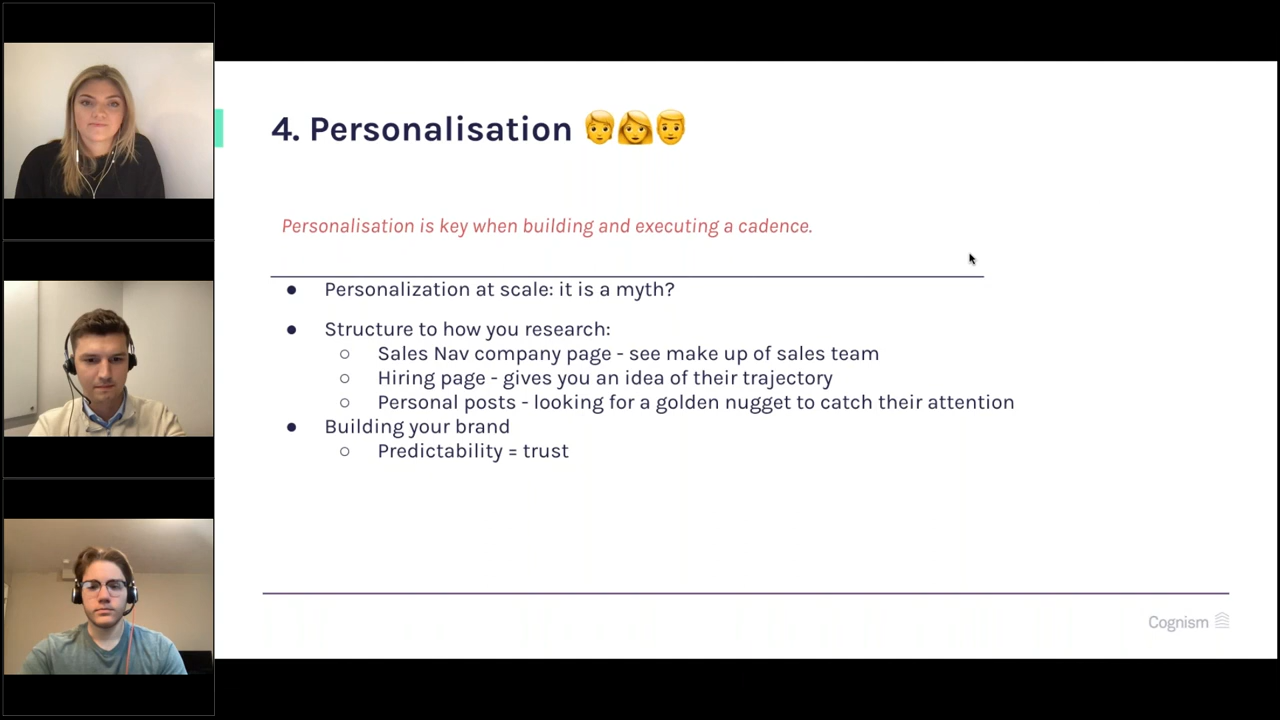 4. Personalisation
Personalisation is key when building and executing a cadence.
Personalization at scale: it is a myth?
Structure to how you research:
Sales Nav company page - see make up of sales team
Hiring page - gives you an idea of their trajectory
Personal posts - looking for a golden nugget to catch their attention
Building your brand
Predictability = trust
Cognism